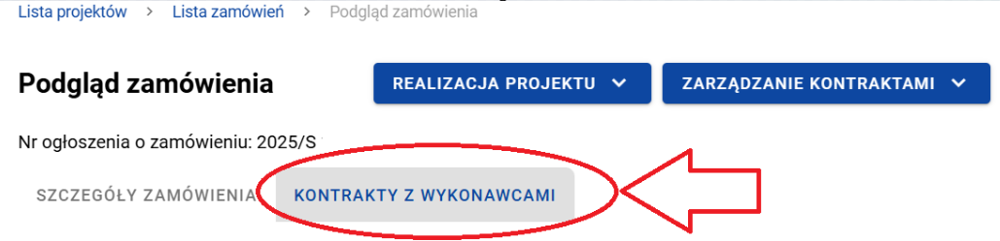 Lista projektów > Lista zamówień > Podgląd zamówienia
Podgląd zamówienia REALIZACJA PROJEKTU ZARZĄDZANIE KONTRAKTAMI
Nr ogłoszenia o zamówieniu: 2025/S
SZCZEGÓŁY ZAMÓWIENIA KONTRAKTY Z WYKONAWCAMI